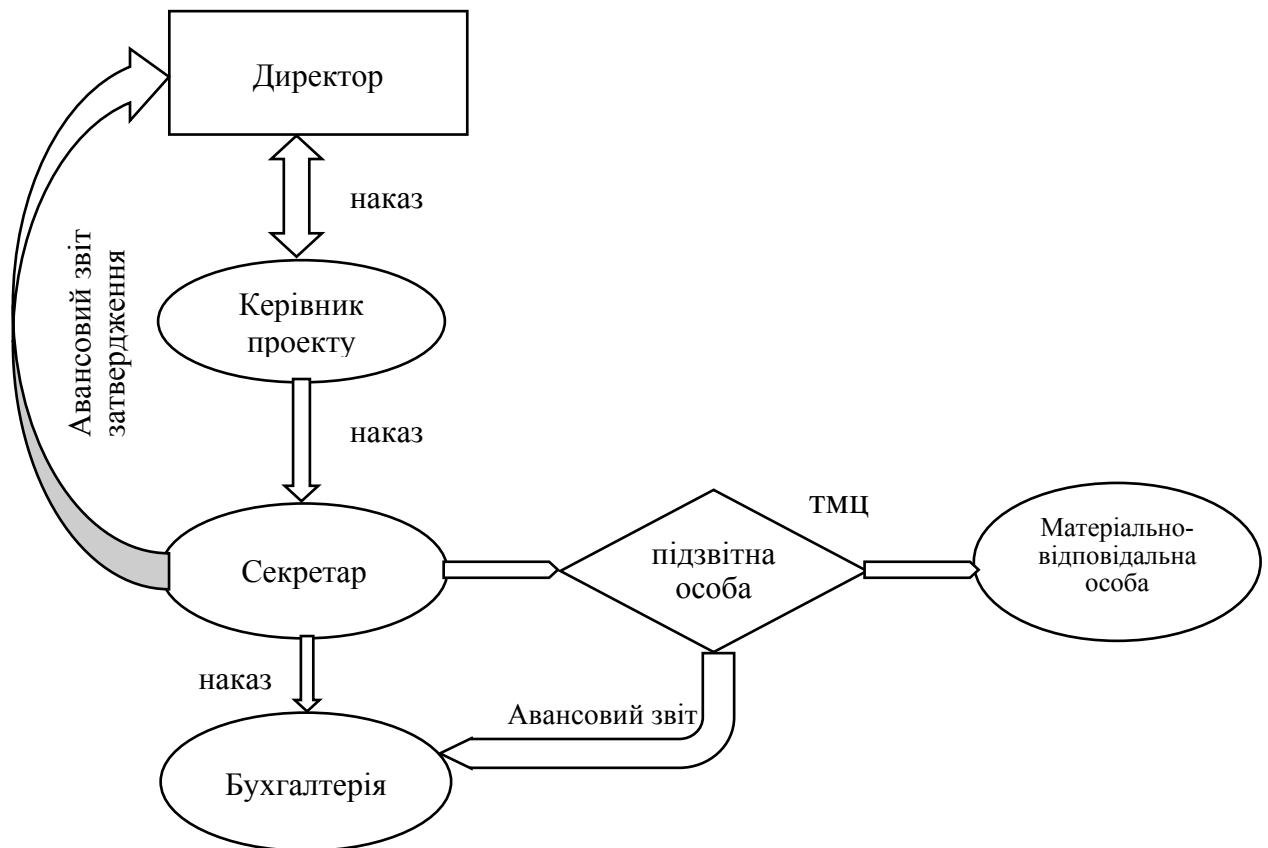 Директор
наказ
Авансовий звіт
затвердження
Керівник
проекту
наказ
Секретар
підзвітна
особа
тмц
Матеріально-
відповідальна
особа
наказ
Авансовий звіт
Бухгалтерія